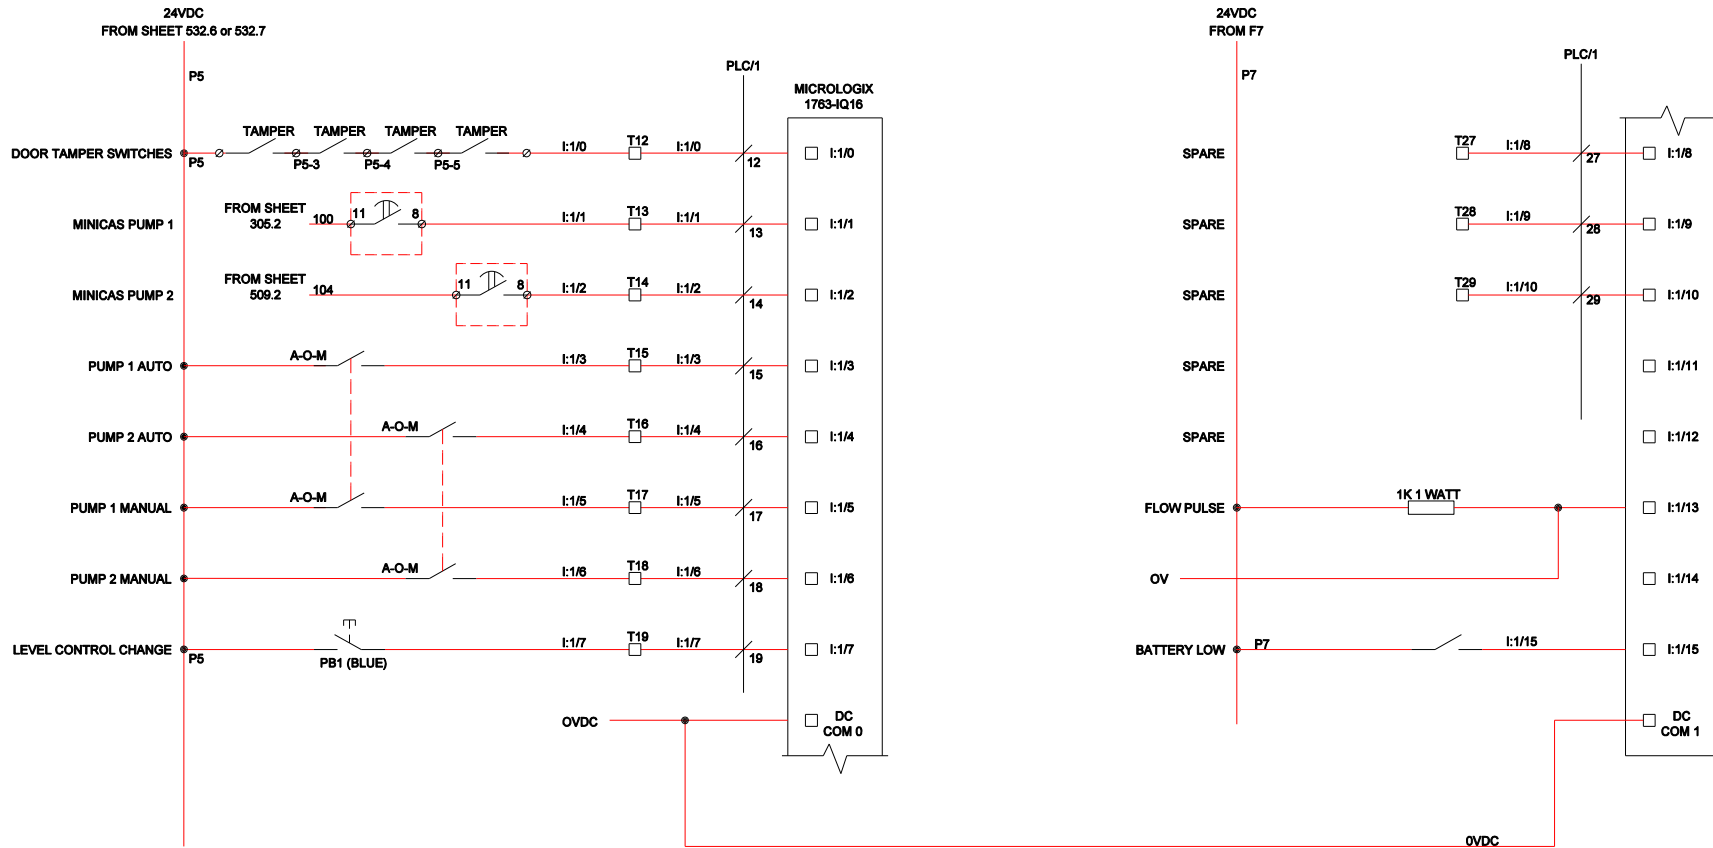 24VDC
FROM SHEET 532.6 or 532.7
P5
PLC/1
MICROLOGIX
1763-IQ16
DOOR TAMPER SWITCHES
P5
TAMPER
TAMPER
TAMPER
TAMPER
P5-3
P5-4
P5-5
I:1/0
T12
I:1/0
12
I:1/0
MINICAS PUMP 1
FROM SHEET
305.2
100
11
8
I:1/1
T13
I:1/1
13
I:1/1
MINICAS PUMP 2
FROM SHEET
509.2
104
11
8
I:1/2
T14
I:1/2
14
I:1/2
PUMP 1 AUTO
A-O-M
I:1/3
T15
I:1/3
15
I:1/3
PUMP 2 AUTO
A-O-M
I:1/4
T16
I:1/4
16
I:1/4
PUMP 1 MANUAL
A-O-M
I:1/5
T17
I:1/5
17
I:1/5
PUMP 2 MANUAL
A-O-M
I:1/6
T18
I:1/6
18
I:1/6
LEVEL CONTROL CHANGE
P5
PB1 (BLUE)
I:1/7
T19
I:1/7
19
I:1/7
OVDC
DC
COM 0
24VDC
FROM F7
P7
PLC/1
SPARE
T27
I:1/8
27
I:1/8
SPARE
T28
I:1/9
28
I:1/9
SPARE
T29
I:1/10
29
I:1/10
SPARE
I:1/11
SPARE
I:1/12
FLOW PULSE
1K 1 WATT
I:1/13
OV
I:1/14
BATTERY LOW
P7
I:1/15
I:1/15
DC
COM 1
0VDC